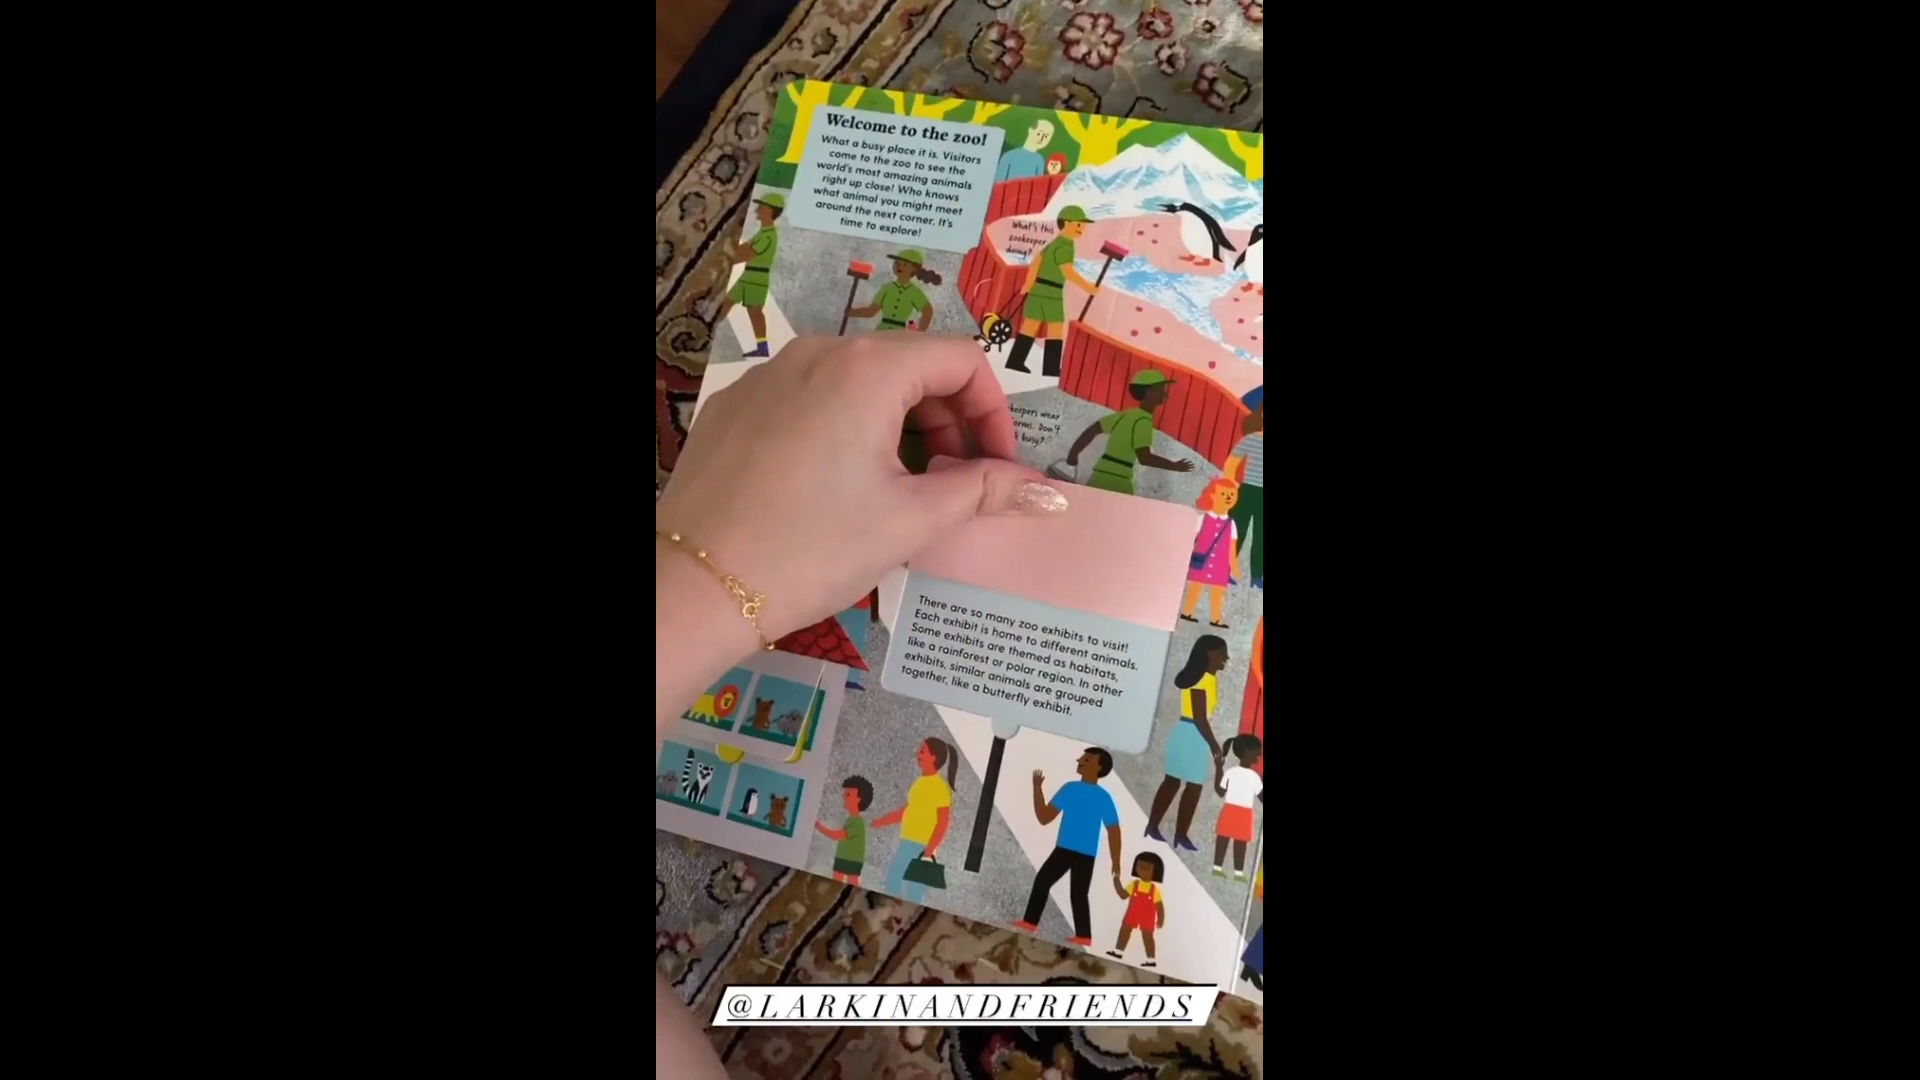 Welcome to the zoo!
What a busy place it is. Visitors
come to the zoo to see the
world's most amazing animals
right up close! Who knows
what animal you might meet
around the next corner. It's
time to explore!
What's this
zookeeper
doing?
wear
Don't
busy?
There are so many zoo exhibits to visit!
Each exhibit is home to different animals.
Some exhibits are themed as habitats,
like a rainforest or polar region. In other
exhibits, similar animals are grouped
together, like a butterfly exhibit.
@LARKINANDFRIENDS